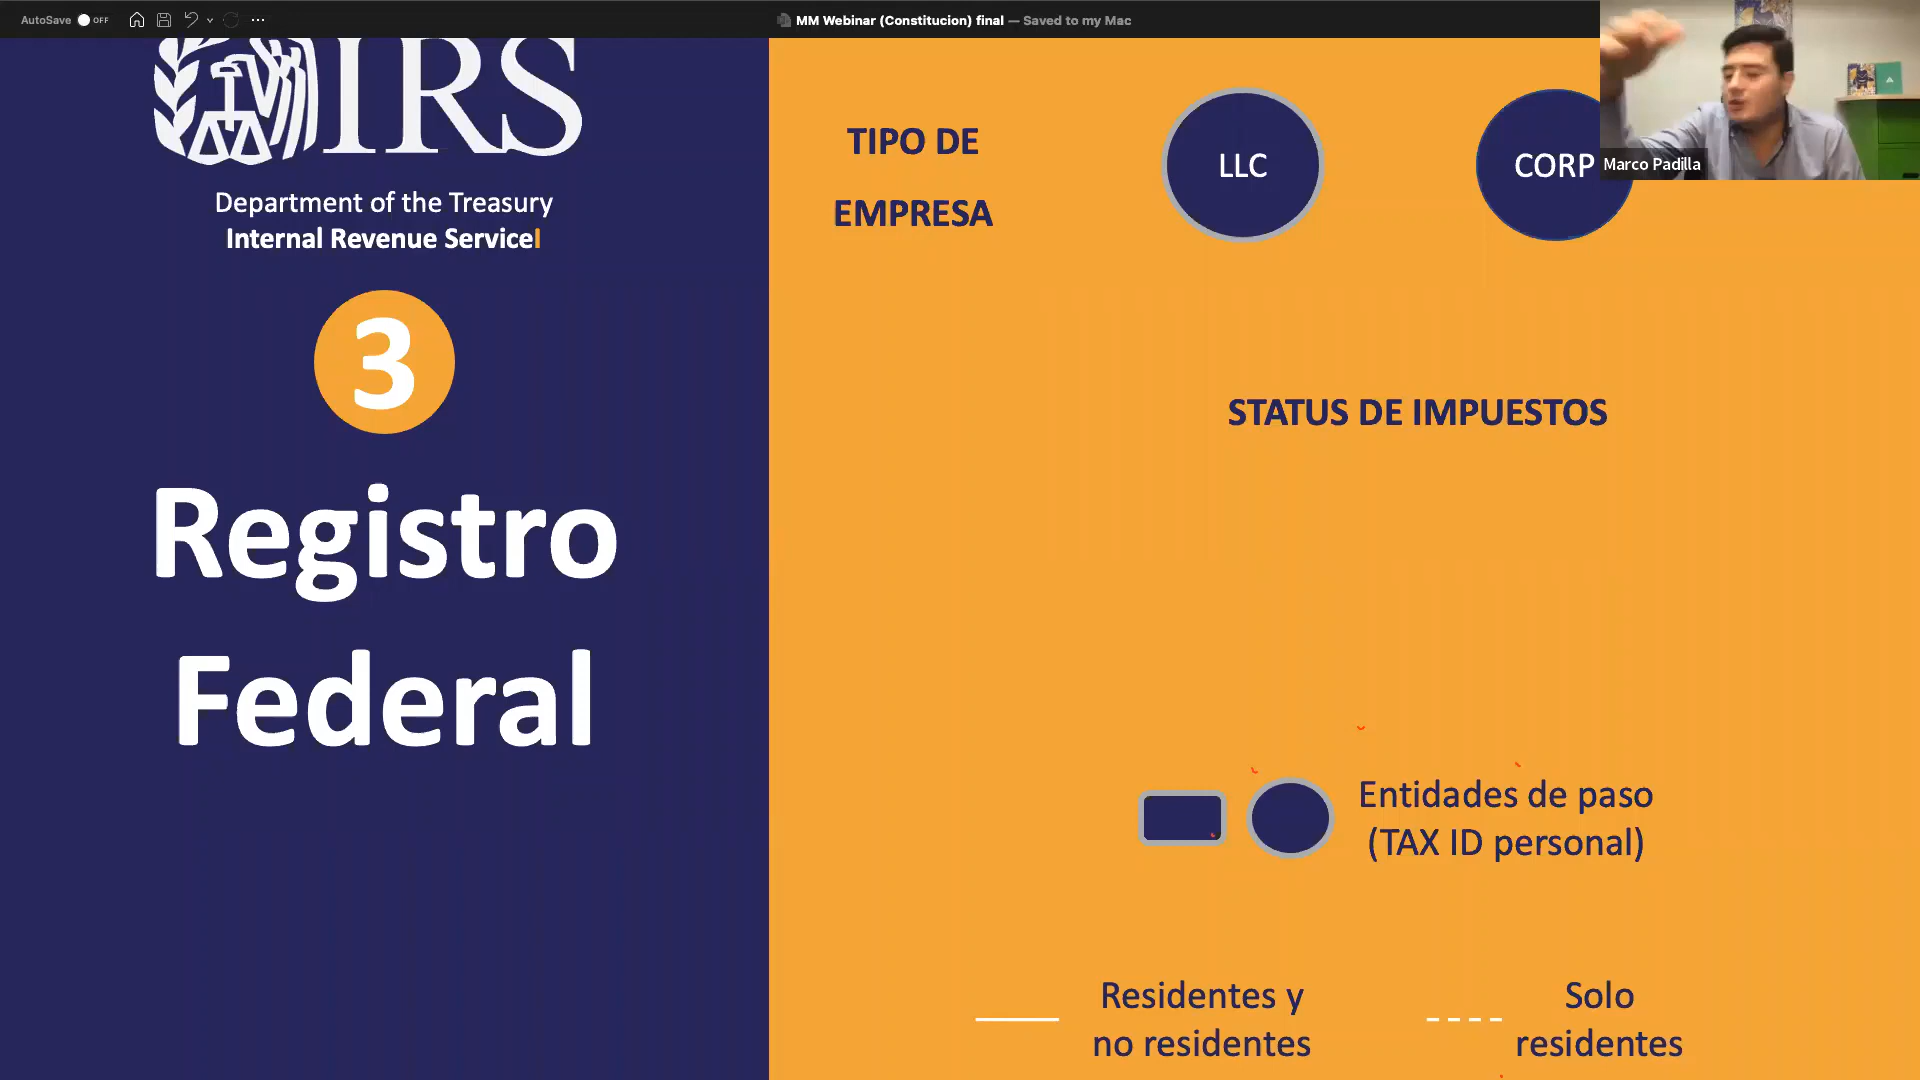 AutoSave OFF
MM Webinar (Constitucion) final — Saved to my Mac
IRS
Department of the Treasury
Internal Revenue Service
3
Registro
Federal
TIPO DE
EMPRESA
LLC
CORP
Marco Padilla
STATUS DE IMPUESTOS
Entidades de paso
(TAX ID personal)
Residentes y
no residentes
Solo
residentes